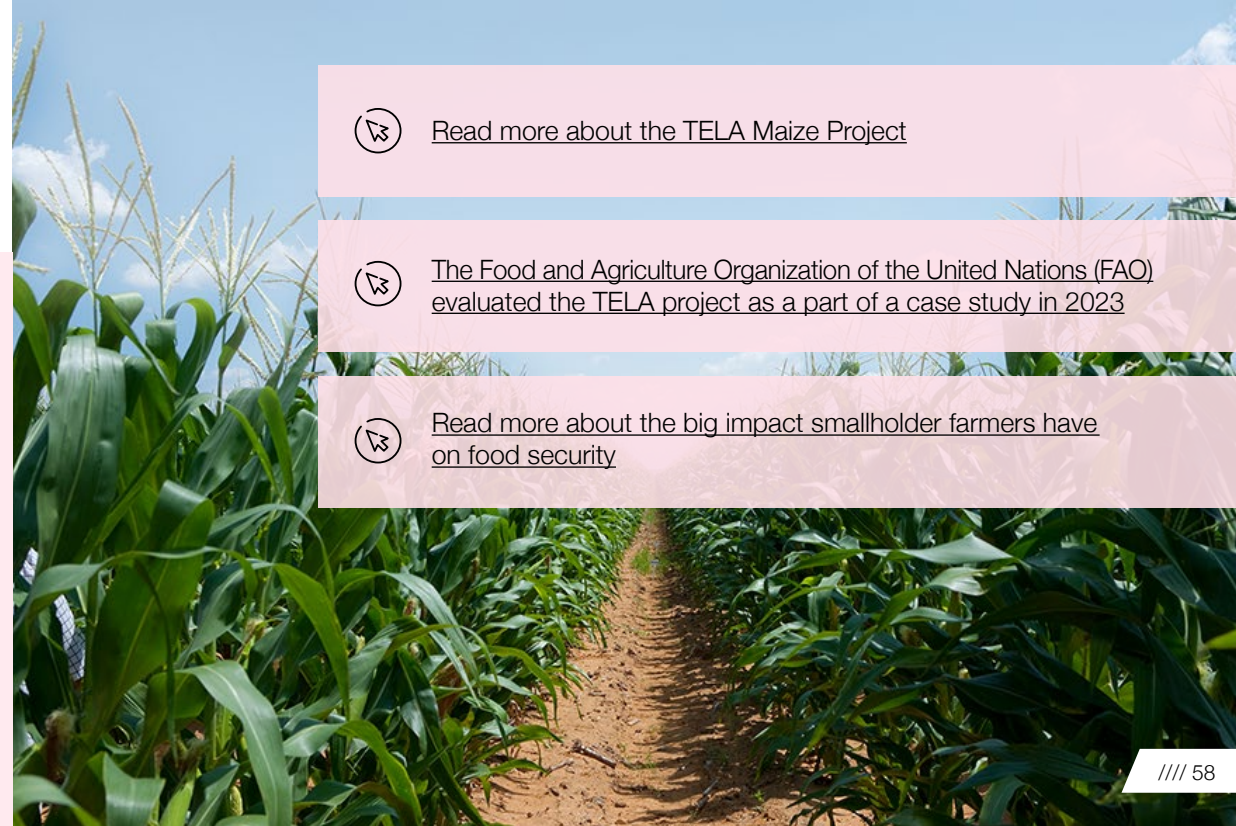 Read more about the TELA Maize Project
The Food and Agriculture Organization of the United Nations (FAO)
evaluated the TELA project as a part of a case study in 2023
Read more about the big impact smallholder farmers have
on food security
//// 58